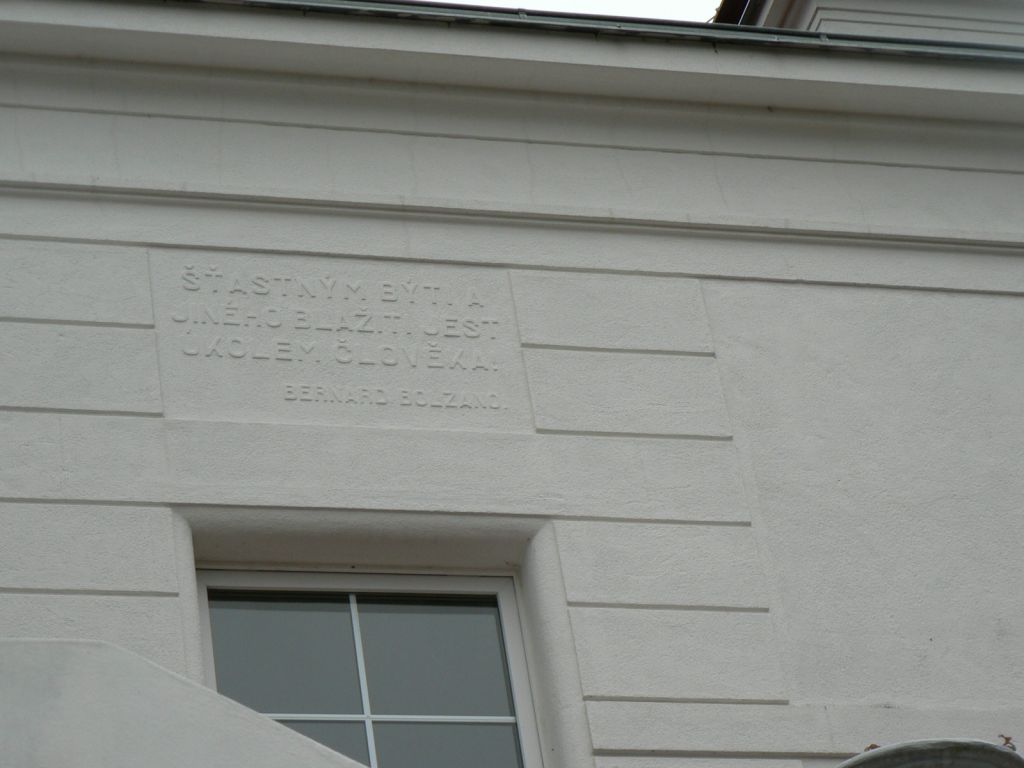 ŠŤASTNÝM BÝTI A
JINÉHO BLAŽITI JEST
ÚKOLEM ČLOVĚKA.
BERNARD BOLZANO.